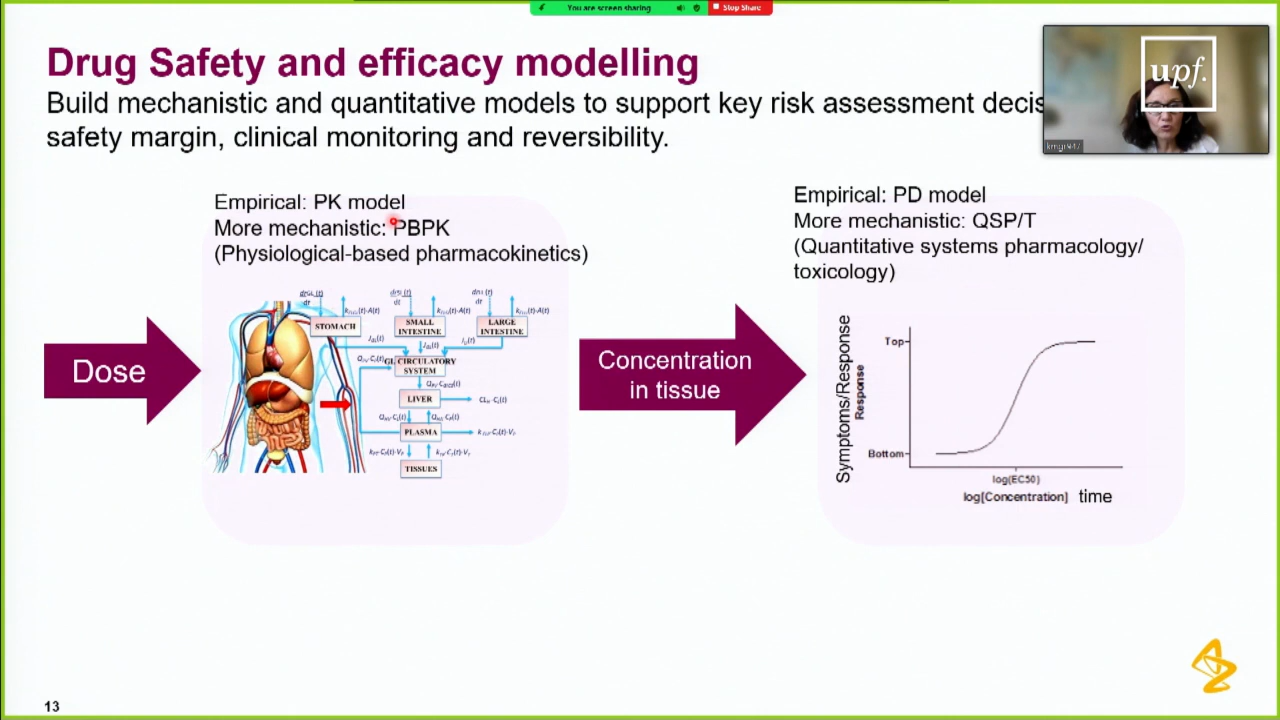 You are screen sharing
Stop Share
Drug Safety and efficacy modelling
Build mechanistic and quantitative models to support key risk assessment decis
safety margin, clinical monitoring and reversibility.
upf.
Empirical: PK model
More mechanistic: PBPK
(Physiological-based pharmacokinetics)
Empirical: PD model
More mechanistic: QSP/T
(Quantitative systems pharmacology/
toxicology)
Dose
STOMACH
SMALL
INTESTINE
LARGE
INTESTINE
CIRCULATORY
SYSTEM
LIVER
PLASMA
TISSUES
Concentration
in tissue
Symptoms/Response
Response
Top
Bottom
log(EC50)
log[Concentration] time
13